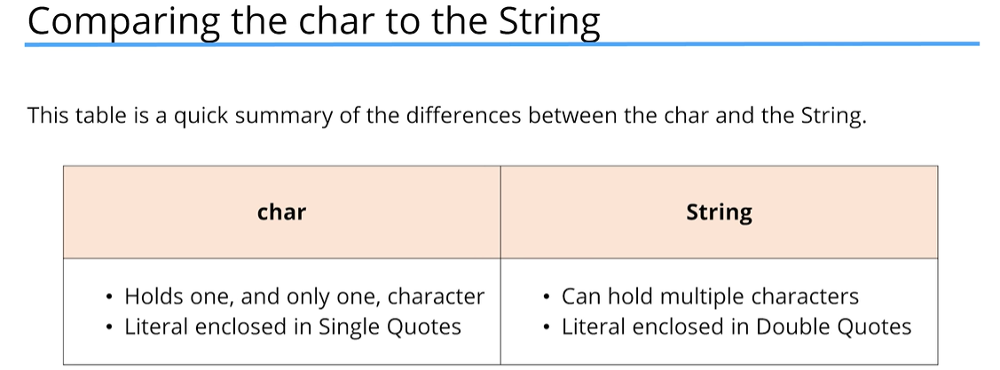 Comparing the char to the String
This table is a quick summary of the differences between the char and the String.
char
String
• Holds one, and only one, character
• Literal enclosed in Single Quotes
• Can hold multiple characters
• Literal enclosed in Double Quotes